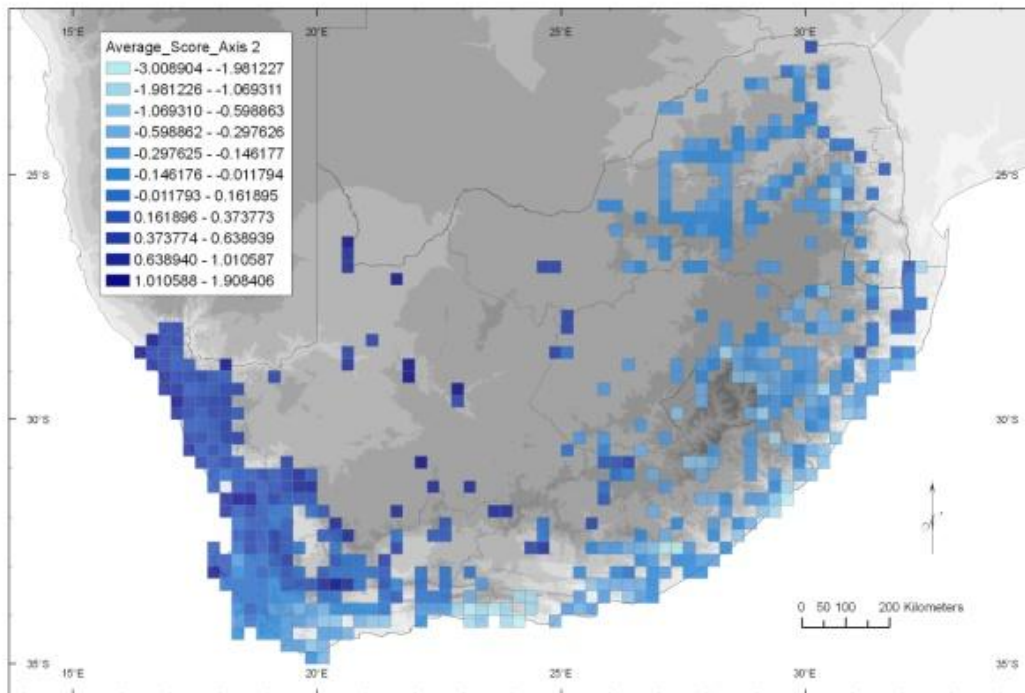 15°E 20°E 25°E 30°E
Average_Score_Axis 2
-3.008904 - -1.981227
-1.981226 - -1.069311
-1.069310 - -0.598863
-0.598862 - -0.297626
-0.297625 - -0.146177
-0.146176 - -0.011794
-0.011793 - 0.161895
0.161896 - 0.373773
0.373774 - 0.638939
0.638940 - 1.010587
1.010588 - 1.908406
25°S 25°S
30°S 30°S
0 50 100 200 Kilometers
35°S 35°S
15°E 20°E 25°E 30°E